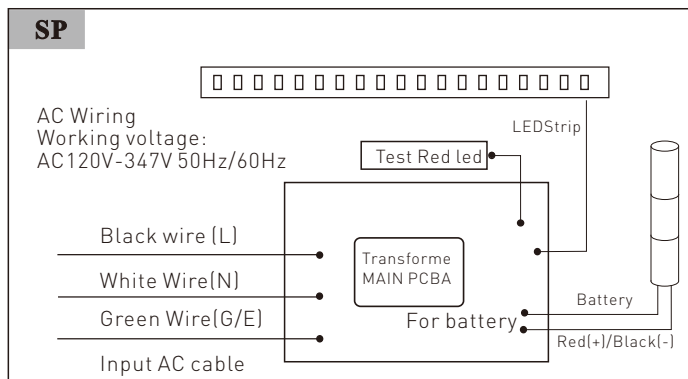 SP
AC Wiring
Working voltage:
AC120V-347V 50Hz/60Hz
LEDStrip
Test Red led
Black wire (L)
White Wire(N)
Green Wire(G/E)
Input AC cable
Transforme
MAIN PCBA
For battery
Battery
Red(+)/Black(-)